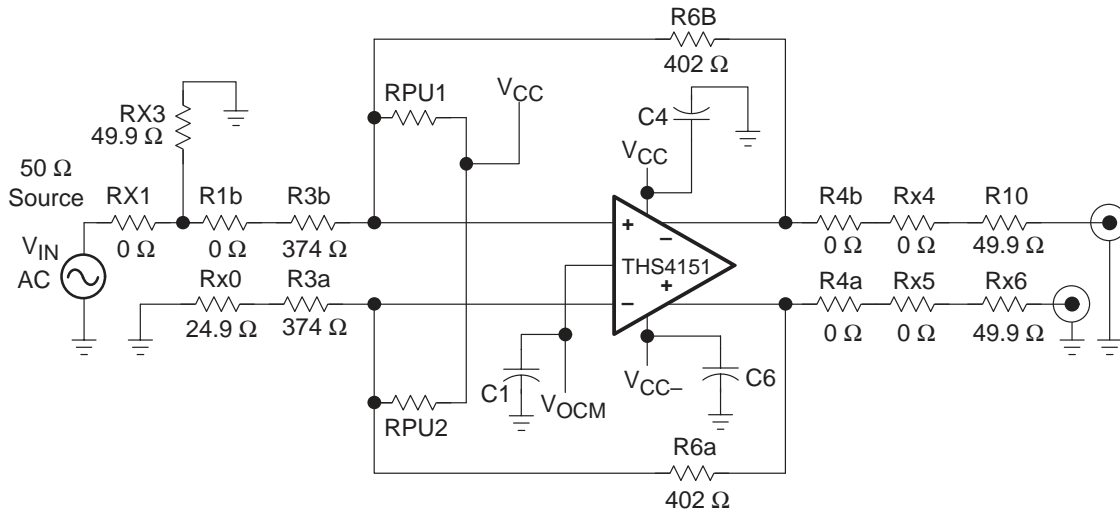 R6B
402 Ω
RPU1
VCC
C4
RX3
49.9 Ω
VCC
50 Ω
Source
RX1
0 Ω
R1b
0 Ω
R3b
374 Ω
+
−
THS4151
R4b
0 Ω
Rx4
0 Ω
R10
49.9 Ω
VIN
AC
Rx0
24.9 Ω
R3a
374 Ω
−
+
R4a
0 Ω
Rx5
0 Ω
Rx6
49.9 Ω
C1
VOCM
VCC−
C6
RPU2
R6a
402 Ω